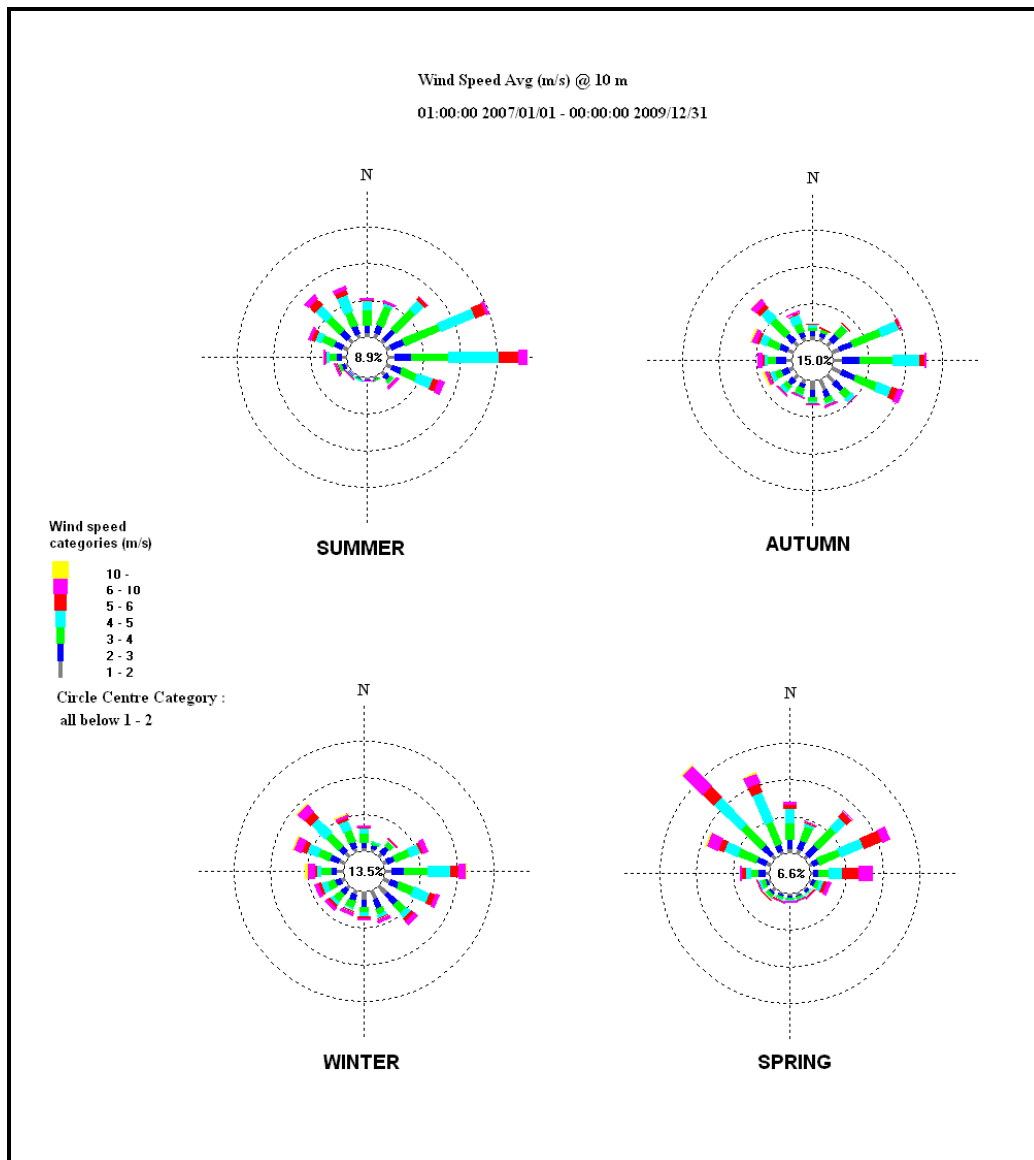 Wind Speed Avg (m/s) @ 10 m
01:00:00 2007/01/01 - 00:00:00 2009/12/31
N
N
8.9%
15.0%
SUMMER
AUTUMN
Wind speed
categories (m/s)
10 -
6 - 10
5 - 6
4 - 5
3 - 4
2 - 3
1 - 2
Circle Centre Category :
all below 1 - 2
N
N
13.5%
6.6%
WINTER
SPRING